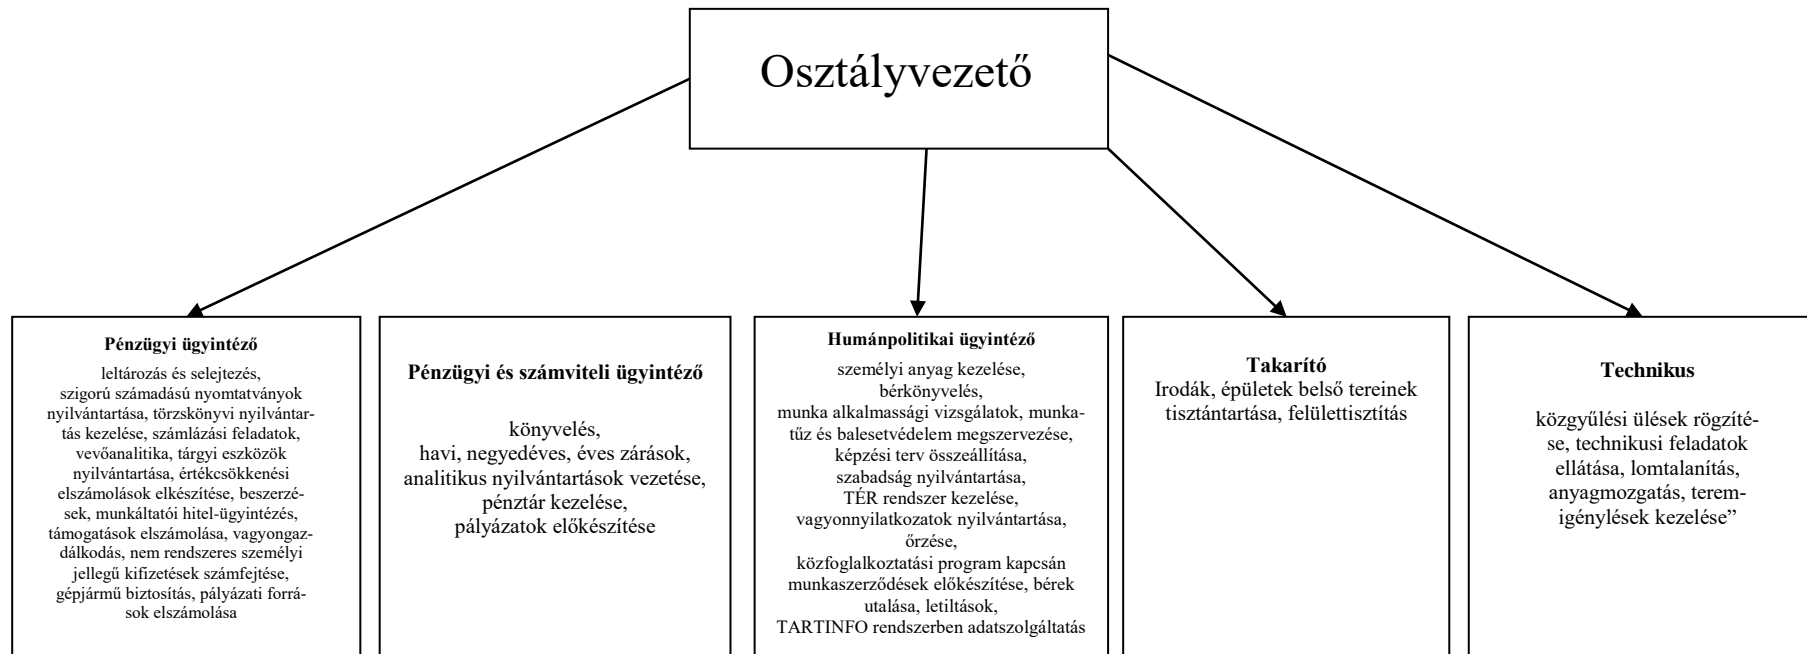 Osztályvezető
Pénzügyi ügyintéző
leltározás és selejtezés,
szigorú számadású nyomtatványok
nyilvántartása, törzskönyvi nyilvántar-
tás kezelése, számlázási feladatok,
vevőanalitika, tárgyi eszközök
nyilvántartása, értékcsökkenési
elszámolások elkészítése, beszerzé-
sek, munkáltatói hitel-ügyintézés,
támogatások elszámolása, vagyongaz-
dálkodás, nem rendszeres személyi
jellegű kifizetések számfejtése,
gépjármű biztosítás, pályázati forrá-
sok elszámolása
Pénzügyi és számviteli ügyintéző
könyvelés,
havi, negyedéves, éves zárások,
analitikus nyilvántartások vezetése,
pénztár kezelése,
pályázatok előkészítése
Humánpolitikai ügyintéző
személyi anyag kezelése,
bérkönyvelés,
munka alkalmassági vizsgálatok, munka-
tűz és balesetvédelem megszervezése,
képzési terv összeállítása,
szabadság nyilvántartása,
TÉR rendszer kezelése,
vagyonnyilatkozatok nyilvántartása,
őrzése,
közfoglalkoztatási program kapcsán
munkaszerződések előkészítése, bérek
utalása, letiltások,
TARTINFO rendszerben adatszolgáltatás
Takarító
Irodák, épületek belső tereinek
tisztántartása, felülettisztítás
Technikus
közgyűlési ülések rögzíté-
se, technikusi feladatok
ellátása, lomtalanítás,
anyagmozgatás, terem-
igénylések kezelése”